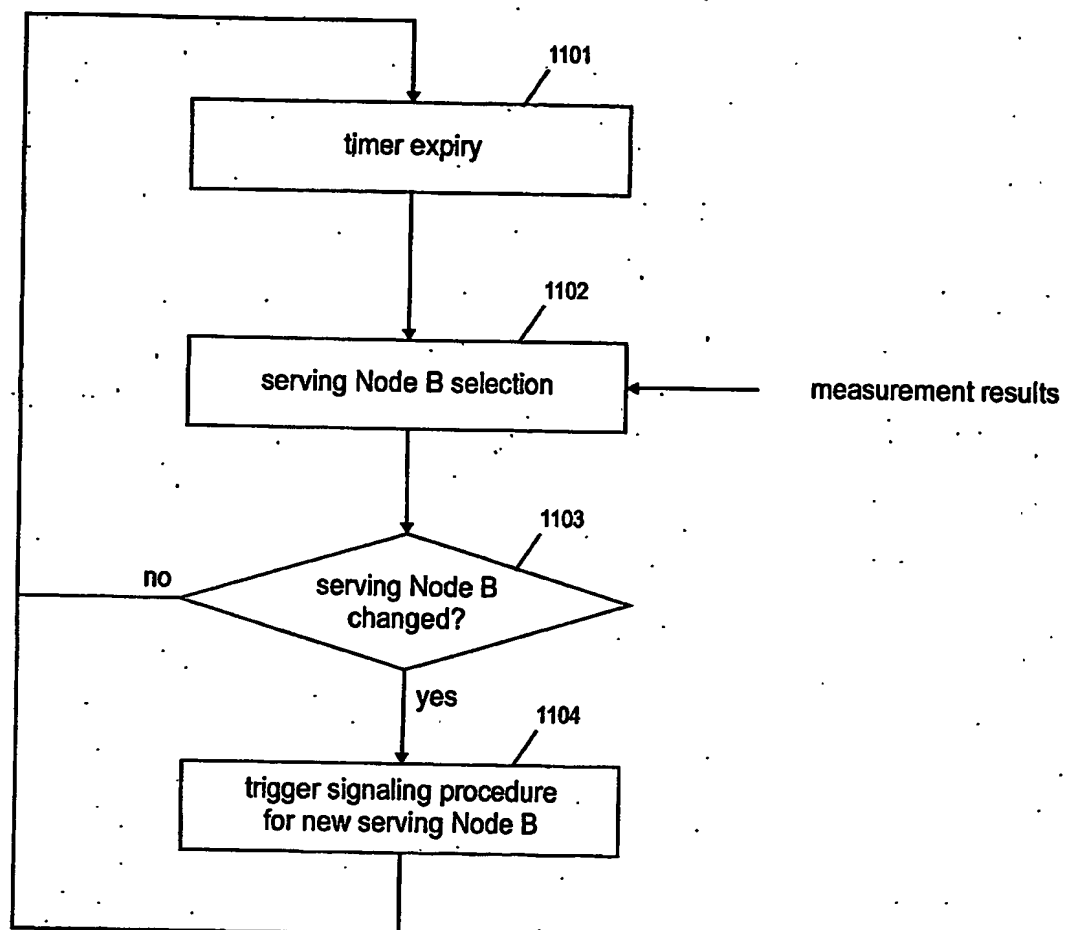 1101
timer expiry
1102
serving Node B selection
measurement results
1103
no
serving Node B
changed?
yes
1104
trigger signaling procedure
for new serving Node B